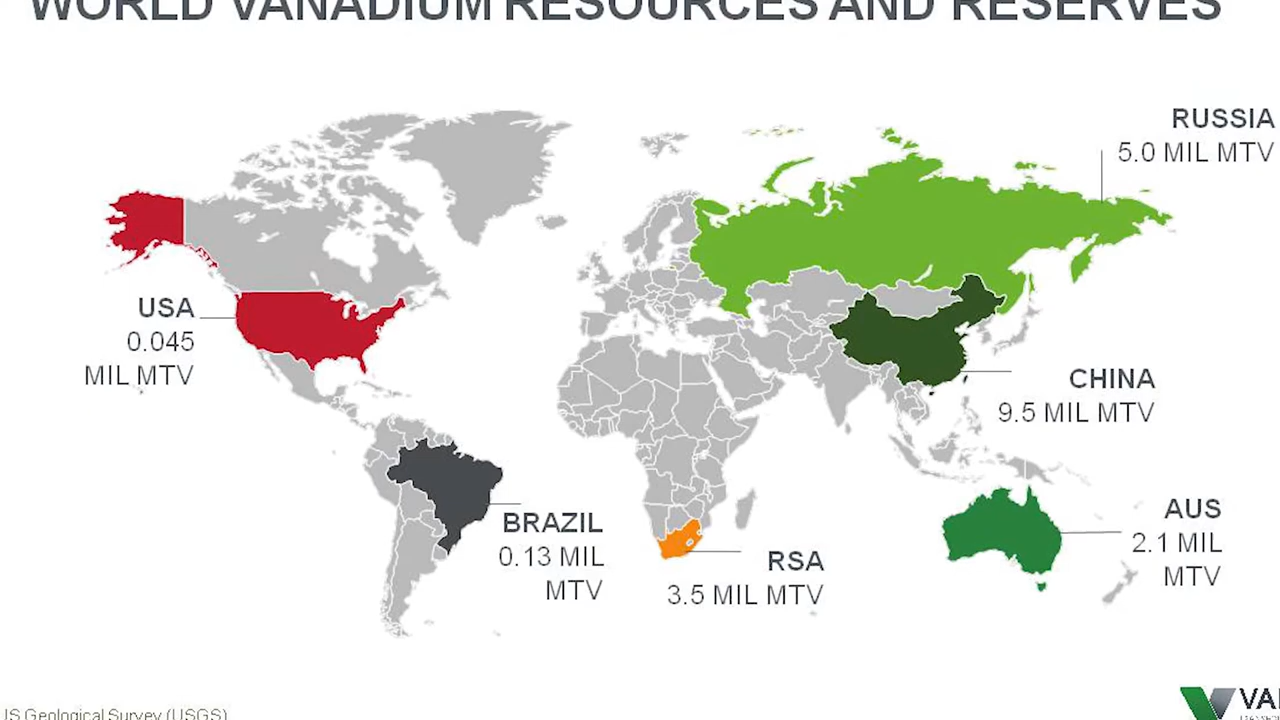 WORLD VANADIUM RESOURCES AND RESERVES
RUSSIA
5.0 MIL MTV
USA
0.045
MIL MTV
CHINA
9.5 MIL MTV
AUS
2.1 MIL
MTV
BRAZIL
0.13 MIL
MTV
RSA
3.5 MIL MTV
US Geological Survey (USGS)
VAN